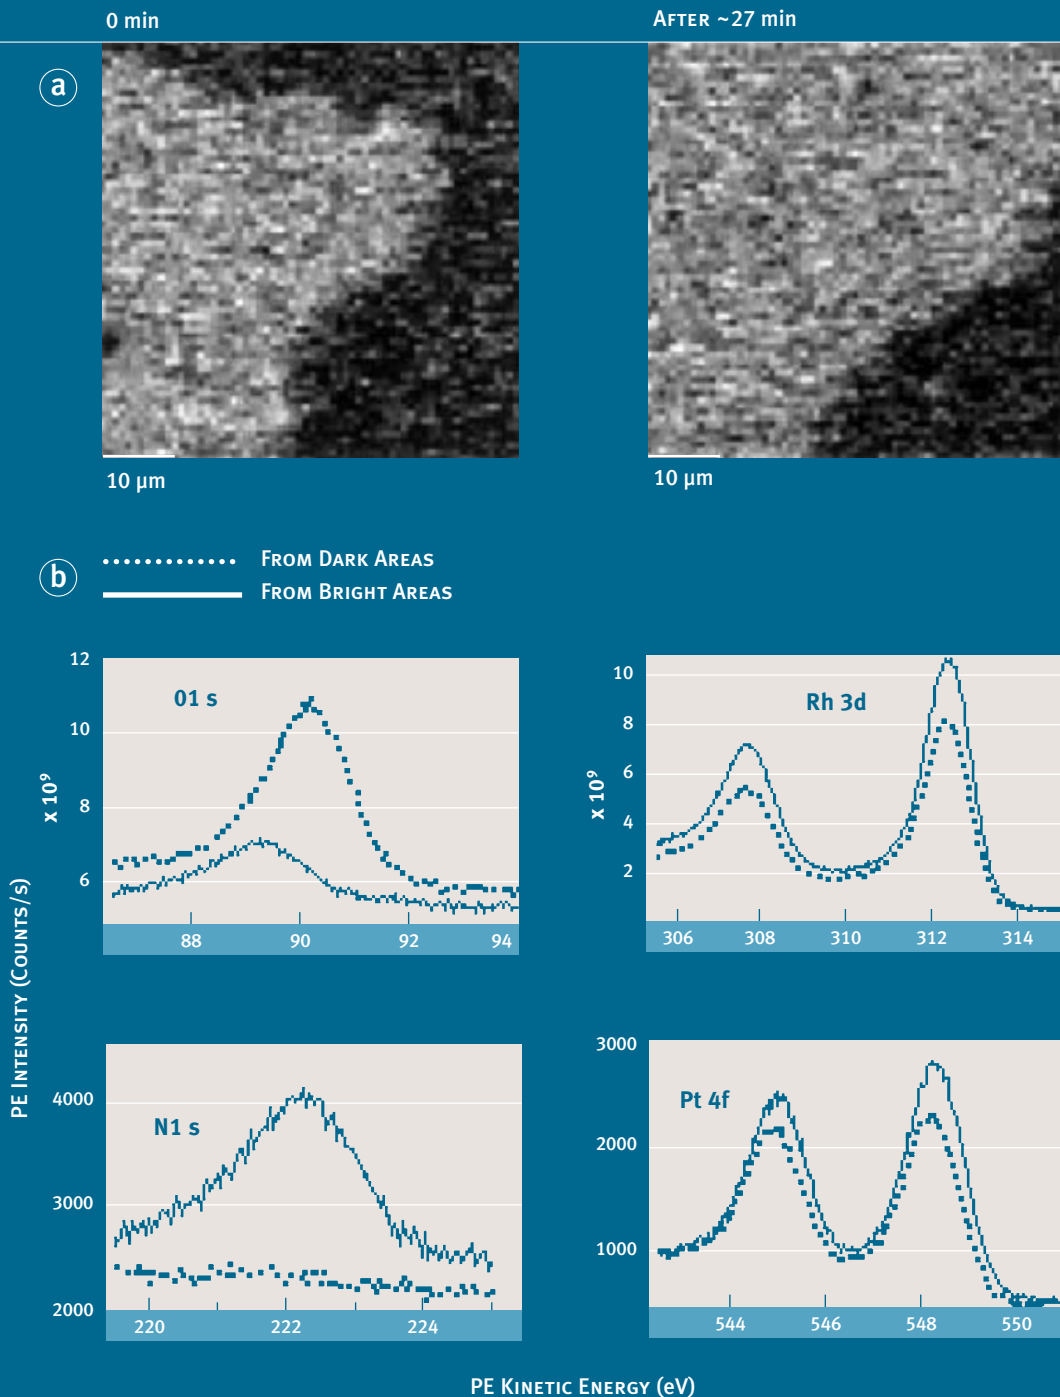 0 min
After ~27 min
a
10 µm
10 µm
b
From Dark Areas
From Bright Areas
PE Intensity (Counts/s)
x 10⁹
12
10
8
6
01 s
88 90 92 94
x 10⁹
10
8
6
4
2
Rh 3d
306 308 310 312 314
4000
3000
2000
N1 s
220 222 224
3000
2000
1000
Pt 4f
544 546 548 550
PE Kinetic Energy (eV)